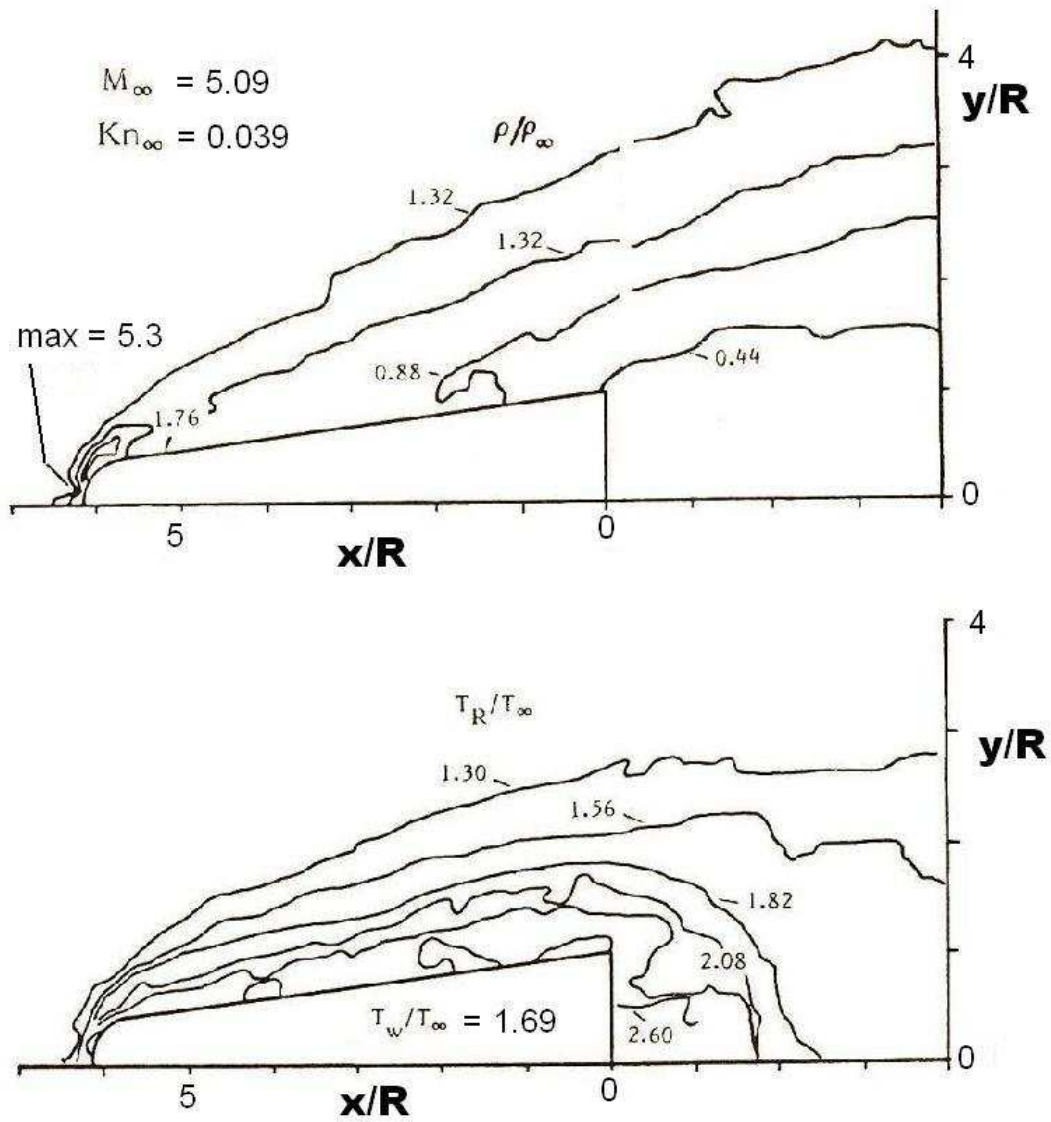 M∞ = 5.09
Kn∞ = 0.039
ρ/ρ∞
4
y/R
1.32
1.32
max = 5.3
0.88
0.44
1.76
0
5
0
x/R
4
T_R/T∞
y/R
1.30
1.56
1.82
2.08
T_w/T∞ = 1.69
2.60
0
5
0
x/R